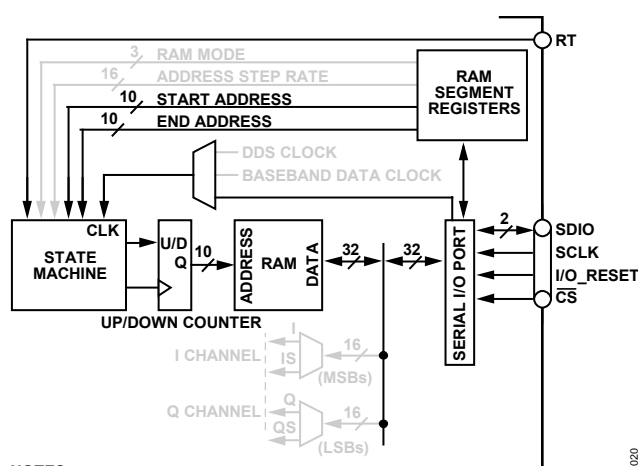 RT
3 RAM MODE
16 ADDRESS STEP RATE
10 START ADDRESS
10 END ADDRESS
RAM
SEGMENT
REGISTERS
DDS CLOCK
BASEBAND DATA CLOCK
CLK
STATE
MACHINE
U/D
Q
10
ADDRESS
RAM
DATA
32
32
SERIAL I/O PORT
2
SDIO
SCLK
I/O_RESET
CS
UP/DOWN COUNTER
I
I CHANNEL
IS
16
(MSBs)
Q
Q CHANNEL
QS
16
(LSBs)
020